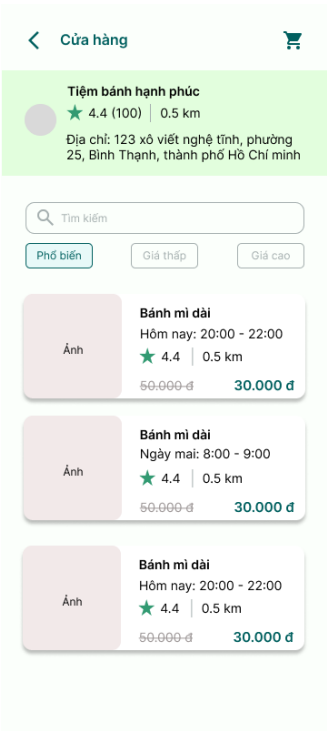 Cửa hàng
Tiệm bánh hạnh phúc
4.4 (100) 0.5 km
Địa chỉ: 123 xô viết nghệ tĩnh, phường
25, Bình Thạnh, thành phố Hồ Chí minh
Tìm kiếm
Phổ biến Giá thấp Giá cao
Ảnh
Bánh mì dài
Hôm nay: 20:00 - 22:00
4.4 0.5 km
50.000 đ 30.000 đ
Ảnh
Bánh mì dài
Ngày mai: 8:00 - 9:00
4.4 0.5 km
50.000 đ 30.000 đ
Ảnh
Bánh mì dài
Hôm nay: 20:00 - 22:00
4.4 0.5 km
50.000 đ 30.000 đ